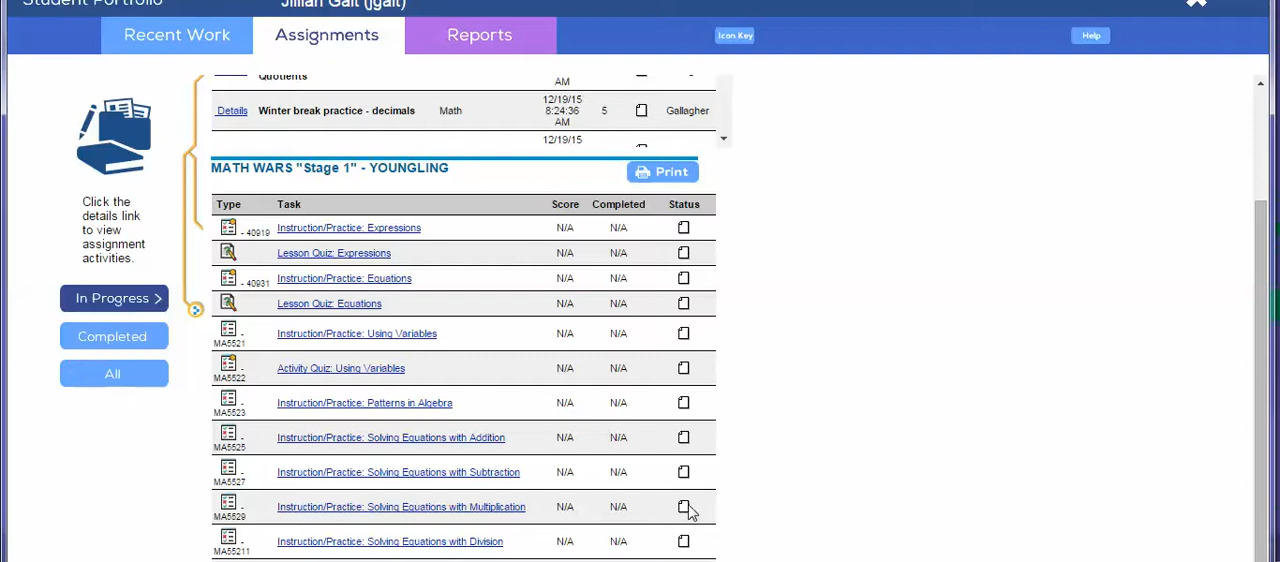 Student Portfolio
Jillian Galt (jgalt)
Recent Work
Assignments
Reports
Icon Key
Help
Quotients
AM
Details Winter break practice - decimals Math 12/19/15 8:24:36 AM 5 Gallagher
12/19/15
Click the
details link
to view
assignment
activities.
In Progress >
Completed
All
MATH WARS "Stage 1" - YOUNGLING
Print
Type Task Score Completed Status
- 40919 Instruction/Practice: Expressions N/A N/A
Lesson Quiz: Expressions N/A N/A
- 40931 Instruction/Practice: Equations N/A N/A
Lesson Quiz: Equations N/A N/A
- MA5521 Instruction/Practice: Using Variables N/A N/A
- MA5522 Activity Quiz: Using Variables N/A N/A
- MA5523 Instruction/Practice: Patterns in Algebra N/A N/A
- MA5525 Instruction/Practice: Solving Equations with Addition N/A N/A
- MA5527 Instruction/Practice: Solving Equations with Subtraction N/A N/A
- MA5529 Instruction/Practice: Solving Equations with Multiplication N/A N/A
- MA55211 Instruction/Practice: Solving Equations with Division N/A N/A